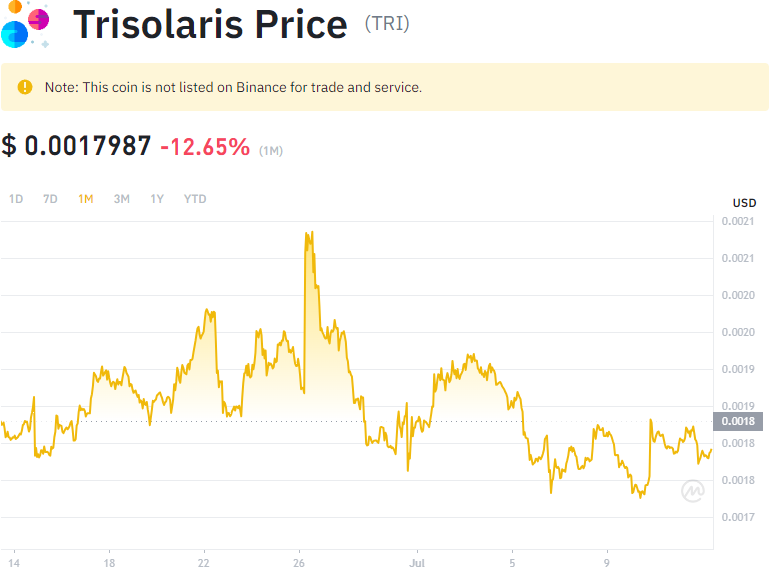 Trisolaris Price (TRI)
Note: This coin is not listed on Binance for trade and service.
$ 0.0017987 -12.65% (1M)
1D 7D 1M 3M 1Y YTD
USD
0.0021
0.0021
0.0020
0.0020
0.0019
0.0019
0.0018
0.0018
0.0018
0.0017
14 18 22 26 Jul 5 9